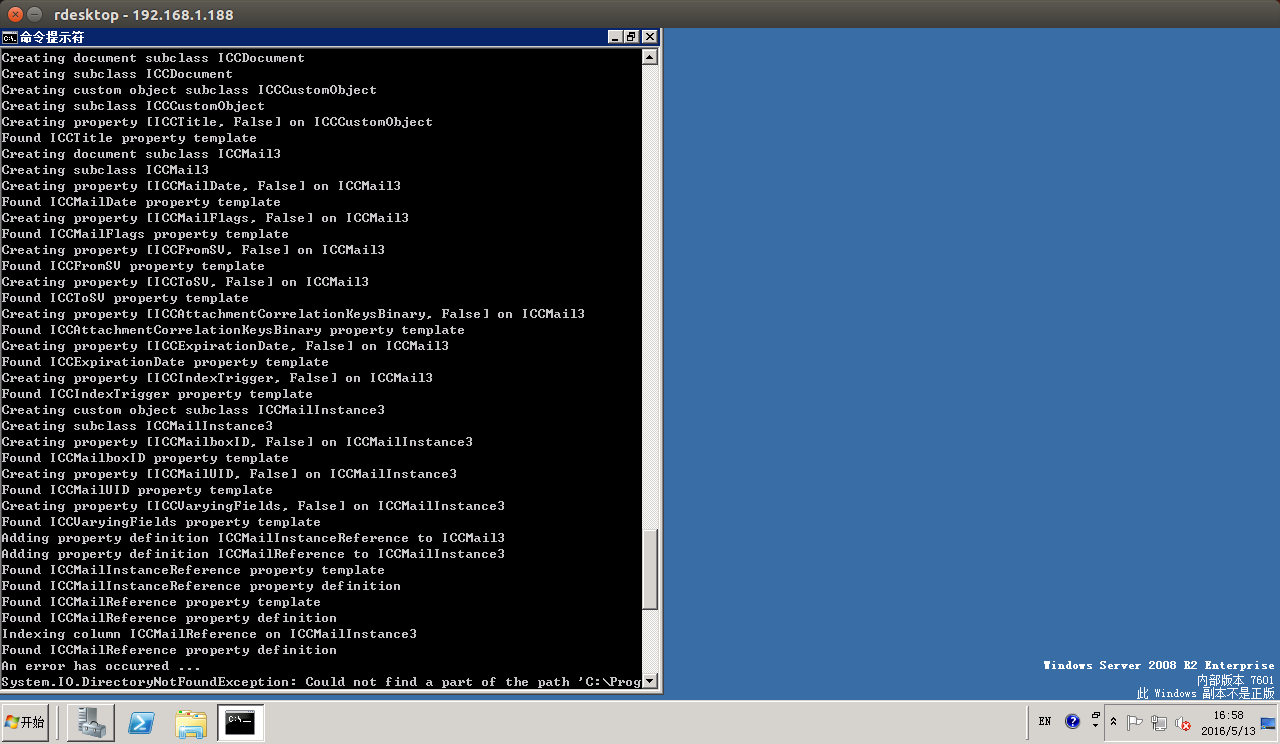 rdesktop - 192.168.1.188
命令提示符
Creating document subclass ICCDocument
Creating subclass ICCDocument
Creating custom object subclass ICCCustomObject
Creating subclass ICCCustomObject
Creating property [ICCTitle, False] on ICCCustomObject
Found ICCTitle property template
Creating document subclass ICCMail3
Creating subclass ICCMail3
Creating property [ICCMailDate, False] on ICCMail3
Found ICCMailDate property template
Creating property [ICCMailFlags, False] on ICCMail3
Found ICCMailFlags property template
Creating property [ICCFromSV, False] on ICCMail3
Found ICCFromSV property template
Creating property [ICCToSV, False] on ICCMail3
Found ICCToSV property template
Creating property [ICCAttachmentCorrelationKeysBinary, False] on ICCMail3
Found ICCAttachmentCorrelationKeysBinary property template
Creating property [ICCExpirationDate, False] on ICCMail3
Found ICCExpirationDate property template
Creating property [ICCIndexTrigger, False] on ICCMail3
Found ICCIndexTrigger property template
Creating custom object subclass ICCMailInstance3
Creating subclass ICCMailInstance3
Creating property [ICCMailboxID, False] on ICCMailInstance3
Found ICCMailboxID property template
Creating property [ICCMailUID, False] on ICCMailInstance3
Found ICCMailUID property template
Creating property [ICCVaryingFields, False] on ICCMailInstance3
Found ICCVaryingFields property template
Adding property definition ICCMailInstanceReference to ICCMail3
Adding property definition ICCMailReference to ICCMailInstance3
Found ICCMailInstanceReference property template
Found ICCMailInstanceReference property definition
Found ICCMailReference property template
Found ICCMailReference property definition
Indexing column ICCMailReference on ICCMailInstance3
Found ICCMailReference property definition
An error has occurred ...
System.IO.DirectoryNotFoundException: Could not find a part of the path 'C:\Prog
Windows Server 2008 R2 Enterprise
内部版本 7601
此 Windows 副本不是正版
开始
C:\_
EN
16:58
2016/5/13